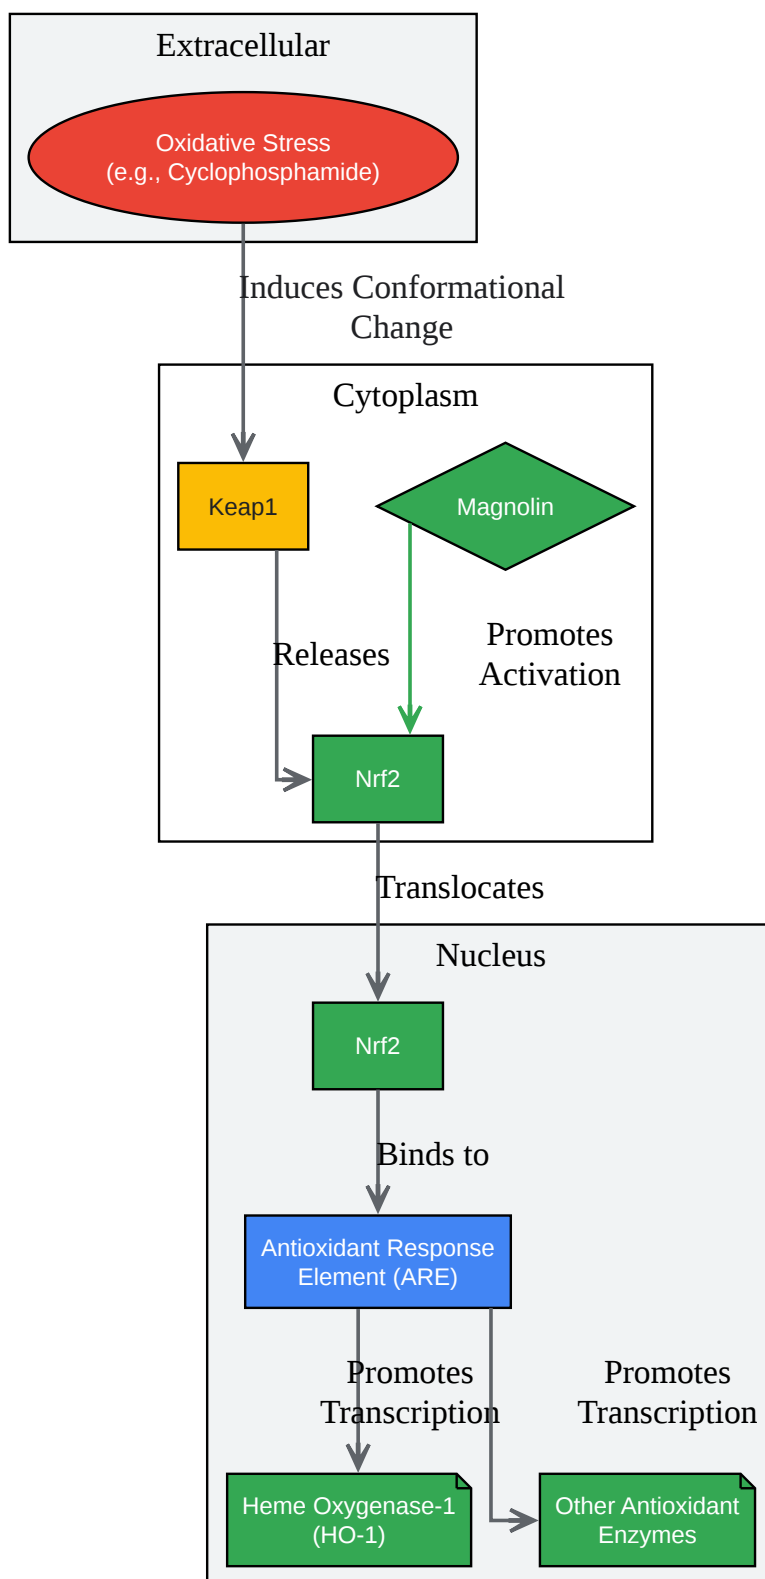 Extracellular
Oxidative Stress
(e.g., Cyclophosphamide)
Induces Conformational
Change
Cytoplasm
Keap1
Magnolin
Releases
Promotes
Activation
Nrf2
Translocates
Nucleus
Nrf2
Binds to
Antioxidant Response
Element (ARE)
Promotes
Transcription
Promotes
Transcription
Heme Oxygenase-1
(HO-1)
Other Antioxidant
Enzymes